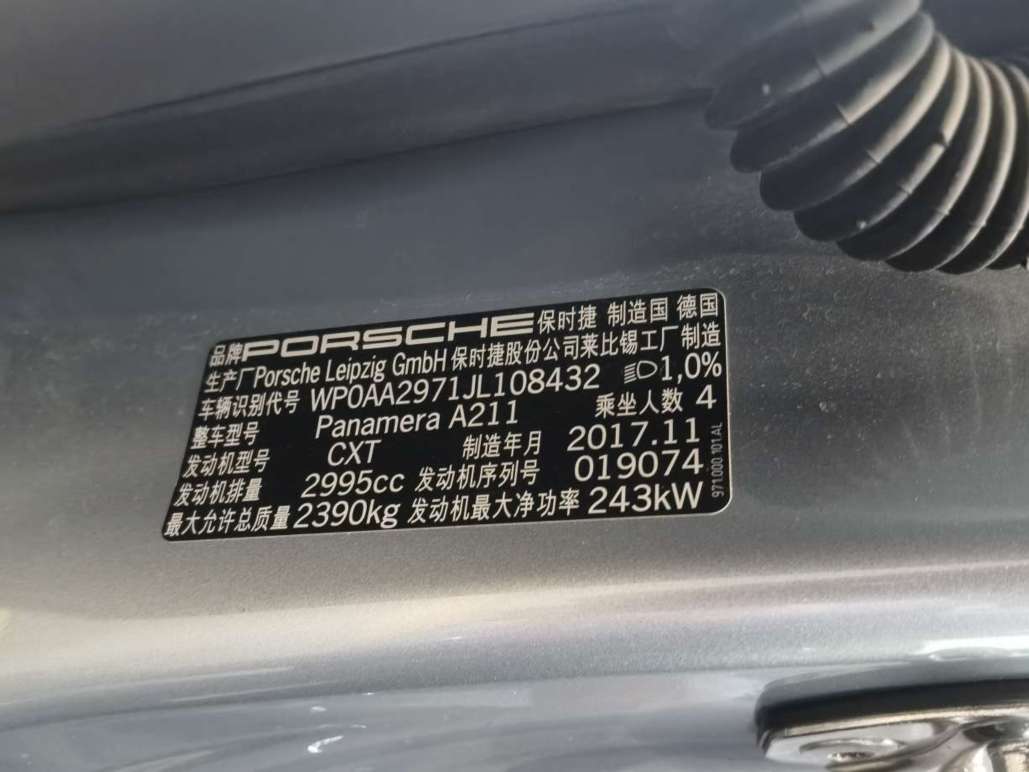 品牌PORSCHE保时捷 制造国 德国
生产厂Porsche Leipzig GmbH 保时捷股份公司莱比锡工厂制造
车辆识别代号 WP0AA2971JL108432 1,0%
整车型号 Panamera A211 乘坐人数 4
发动机型号 CXT 制造年月 2017.11
发动机排量 2995cc 发动机序列号 019074
最大允许总质量 2390kg 发动机最大净功率 243kW
971.000 101.AL